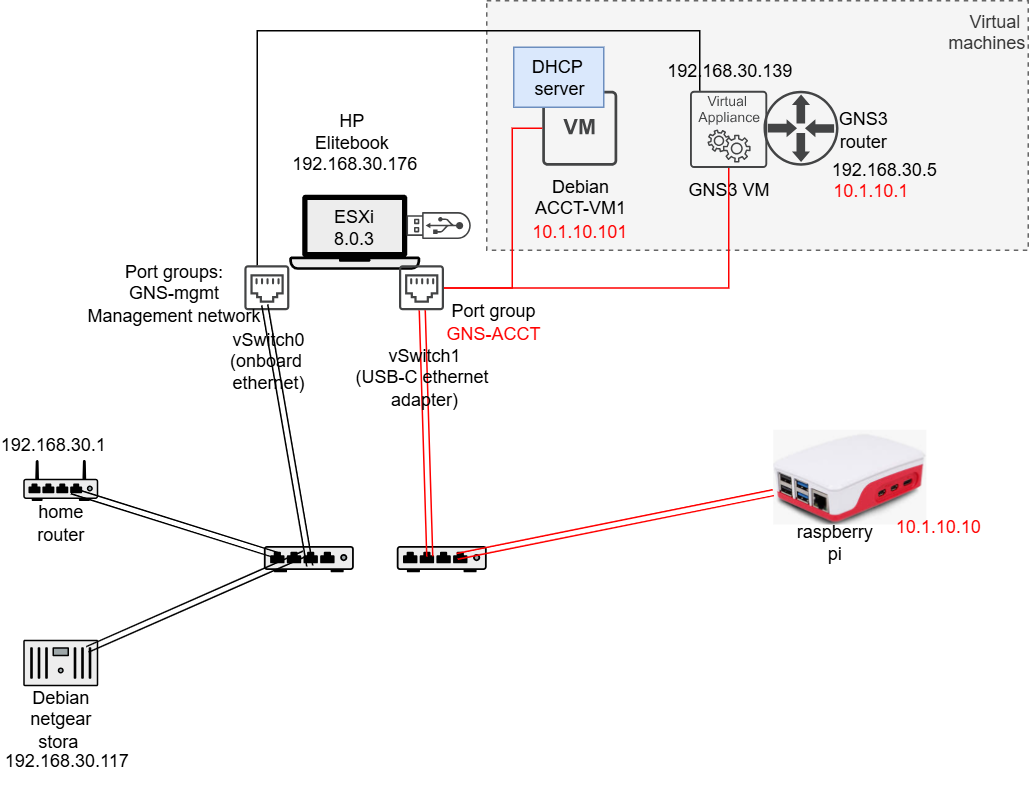 Virtual
machines
DHCP
server
VM
Debian
ACCT-VM1
10.1.10.101
192.168.30.139
Virtual
Appliance
GNS3 VM
GNS3
router
192.168.30.5
10.1.10.1
HP
Elitebook
192.168.30.176
ESXi
8.0.3
Port groups:
GNS-mgmt
Management network
vSwitch0
(onboard
ethernet)
Port group
GNS-ACCT
vSwitch1
(USB-C ethernet
adapter)
192.168.30.1
home
router
raspberry
pi
10.1.10.10
Debian
netgear
stora
192.168.30.117